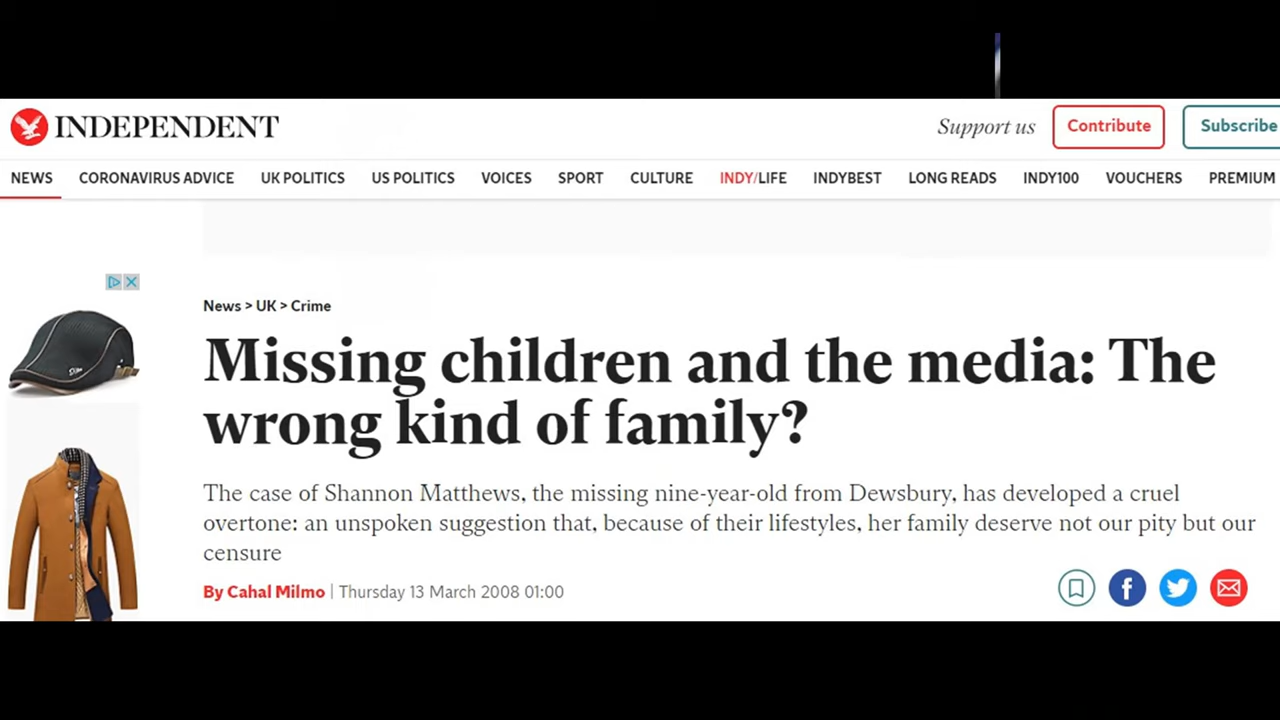 INDEPENDENT
Support us
Contribute
Subscribe
NEWS CORONAVIRUS ADVICE UK POLITICS US POLITICS VOICES SPORT CULTURE INDY/LIFE INDYBEST LONG READS INDY100 VOUCHERS PREMIUM
News > UK > Crime
Missing children and the media: The
wrong kind of family?
The case of Shannon Matthews, the missing nine-year-old from Dewsbury, has developed a cruel
overtone: an unspoken suggestion that, because of their lifestyles, her family deserve not our pity but our
censure
By Cahal Milmo | Thursday 13 March 2008 01:00